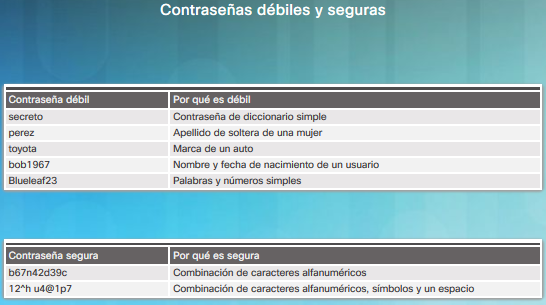 Contraseñas débiles y seguras
Contraseña débil Por qué es débil
secreto Contraseña de diccionario simple
perez Apellido de soltera de una mujer
toyota Marca de un auto
bob1967 Nombre y fecha de nacimiento de un usuario
Blueleaf23 Palabras y números simples
Contraseña segura Por qué es segura
b67n42d39c Combinación de caracteres alfanuméricos
12^h u4@1p7 Combinación de caracteres alfanuméricos, símbolos y un espacio